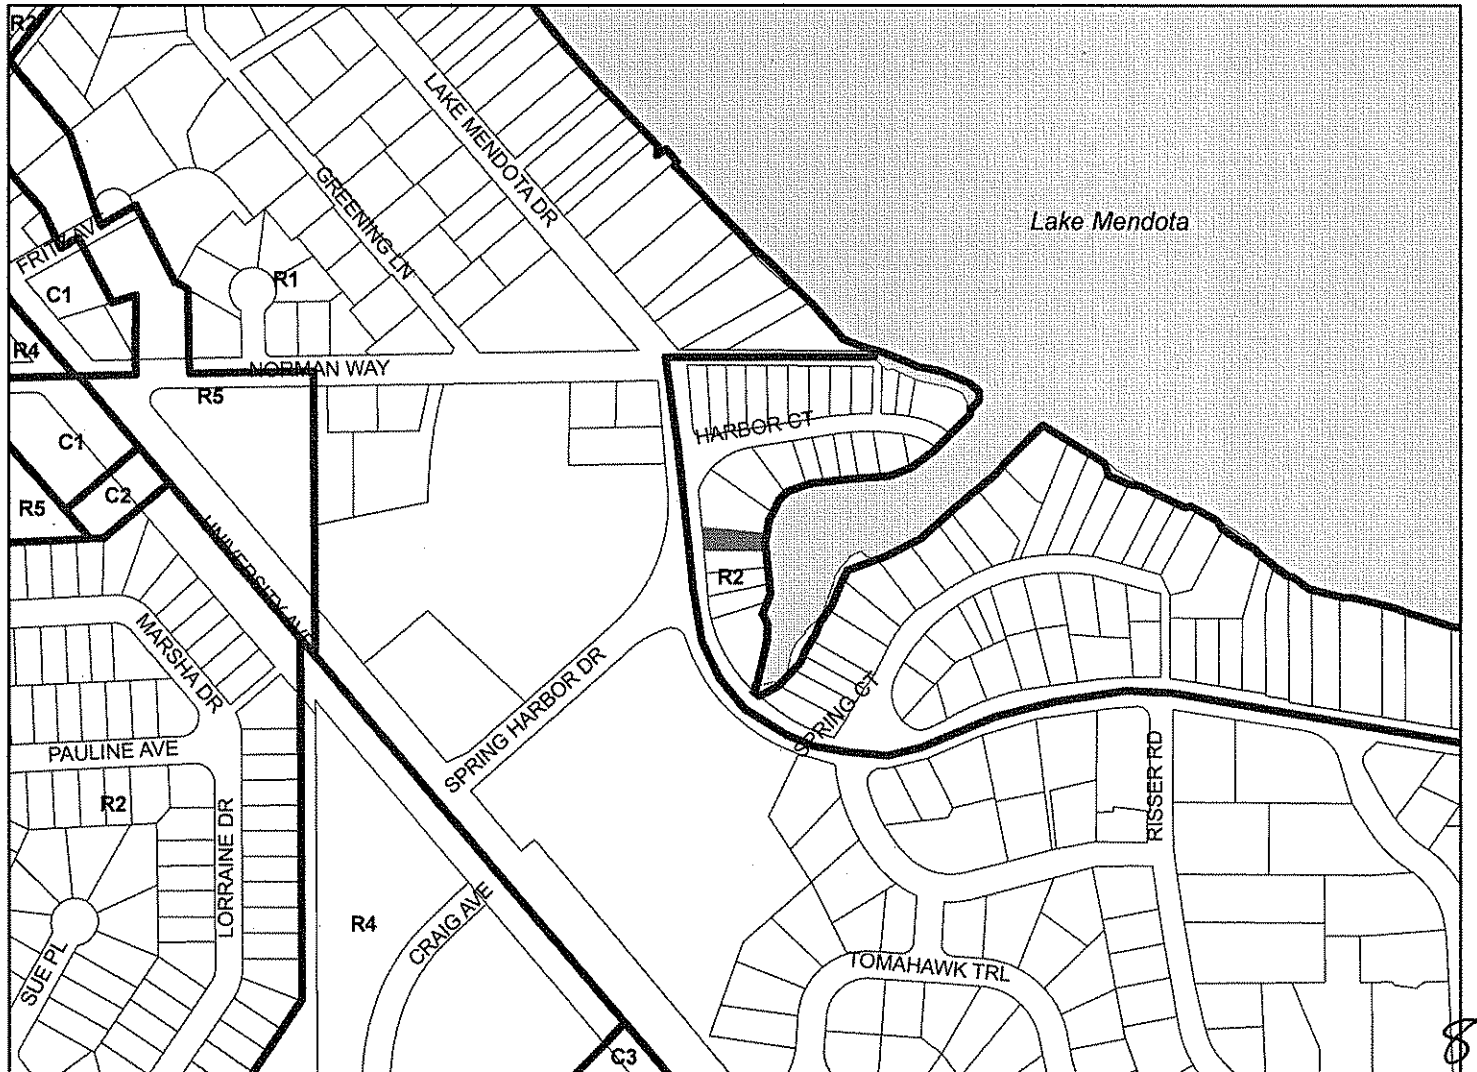 R2
LAKE MENDOTA DR
Lake Mendota
GREENING LN
FRITZ AVE
R1
C1
R4
NORMAN WAY
R5
HARBOR CT
C1
C2
R5
UNIVERSITY AVE
R2
MARSHA DR
SPRING HARBOR DR
SPRING CT
PAULINE AVE
RISSER RD
R2
LORRAINE DR
CRAIG AVE
R4
SUE PL
TOMAHAWK TRL
C3
8